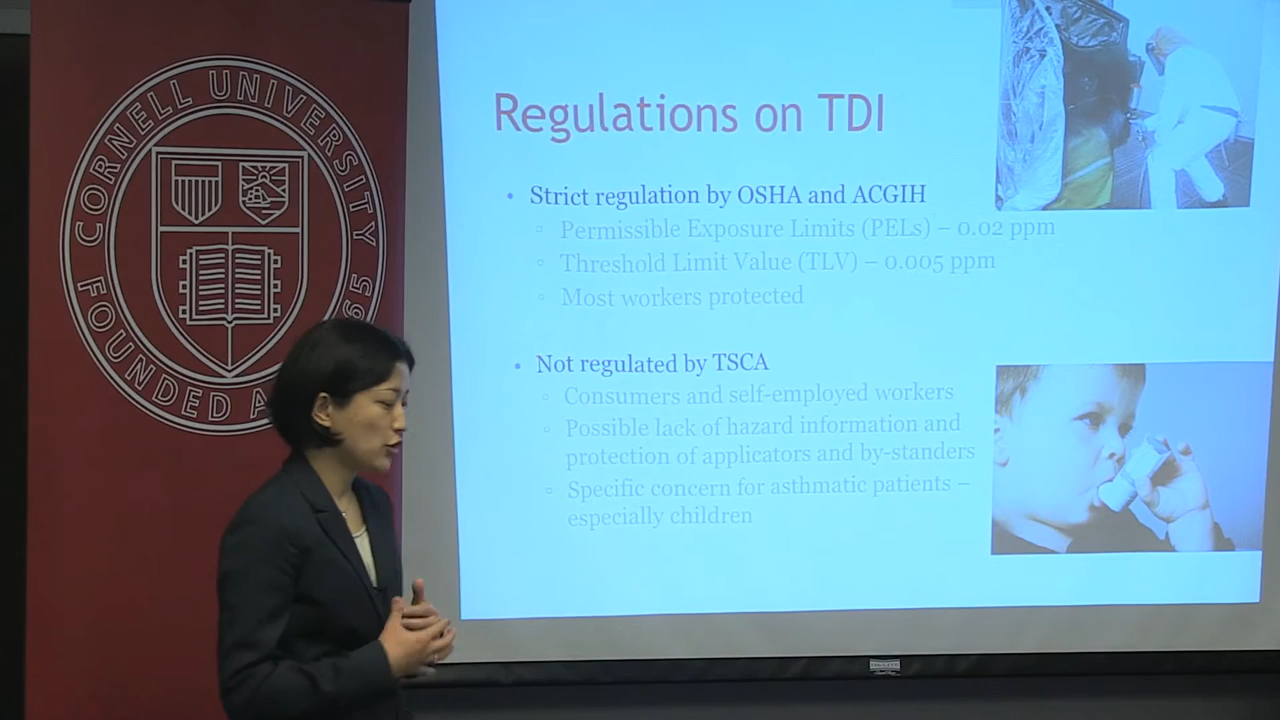 CORNELL UNIVERSITY
FOUNDED A 65
Regulations on TDI
• Strict regulation by OSHA and ACGIH
▫ Permissible Exposure Limits (PELs) – 0.02 ppm
▫ Threshold Limit Value (TLV) – 0.005 ppm
▫ Most workers protected
• Not regulated by TSCA
▫ Consumers and self-employed workers
▫ Possible lack of hazard information and
protection of applicators and by-standers
▫ Specific concern for asthmatic patients –
especially children
DA-LITE